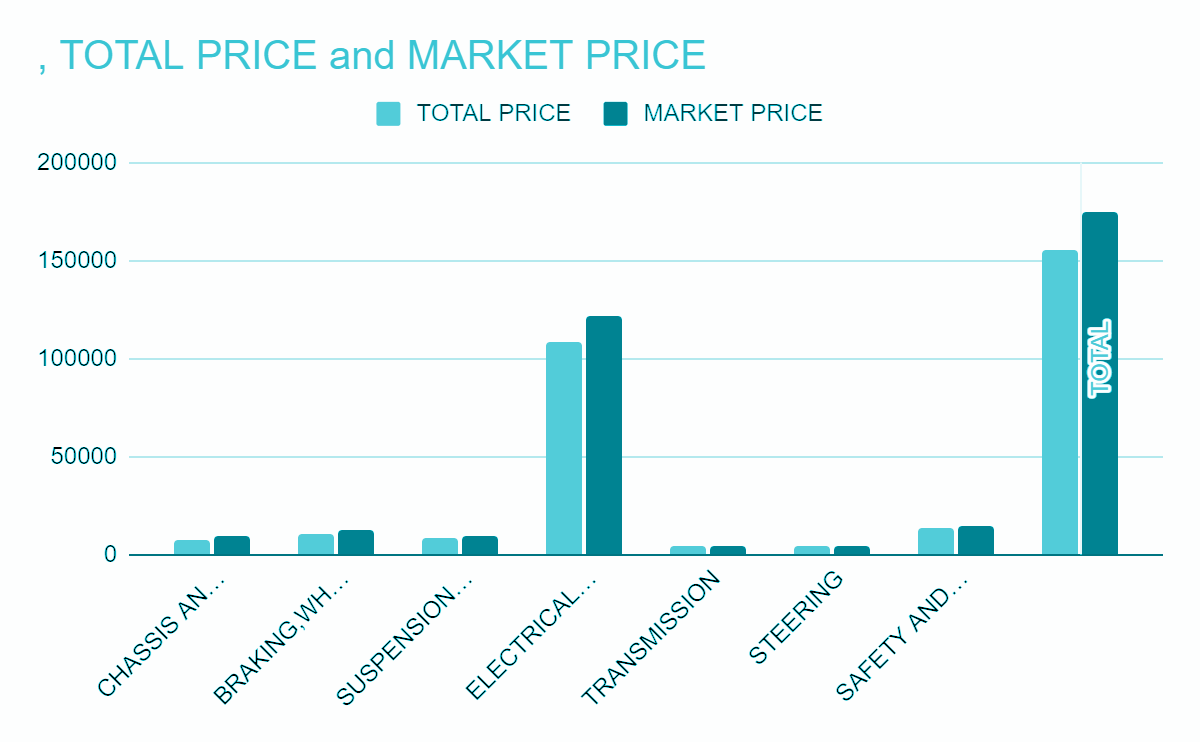 , TOTAL PRICE and MARKET PRICE
TOTAL PRICE
MARKET PRICE
200000
150000
100000
50000
0
TOTAL
CHASSIS AN...
BRAKING,WH...
SUSPENSION...
ELECTRICAL...
TRANSMISSION
STEERING
SAFETY AND...